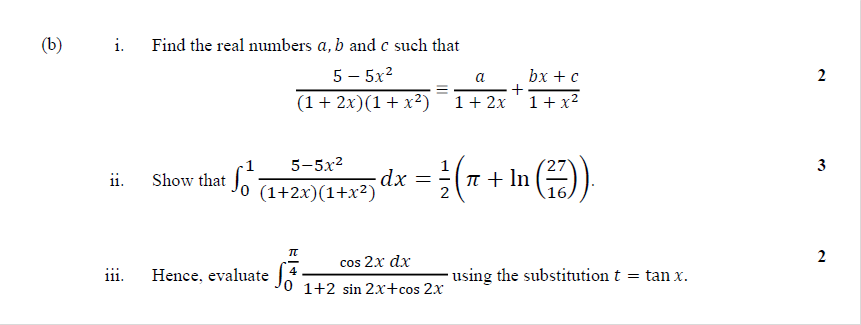 (b) i. Find the real numbers a, b and c such that
(5 − 5x²)/((1 + 2x)(1 + x²)) ≡ a/(1 + 2x) + (bx + c)/(1 + x²) 2
ii. Show that ∫₀¹ (5−5x²)/((1+2x)(1+x²)) dx = 1/2 (π + ln (27/16)). 3
iii. Hence, evaluate ∫₀^(π/4) (cos 2x dx)/(1+2 sin 2x+cos 2x) using the substitution t = tan x. 2